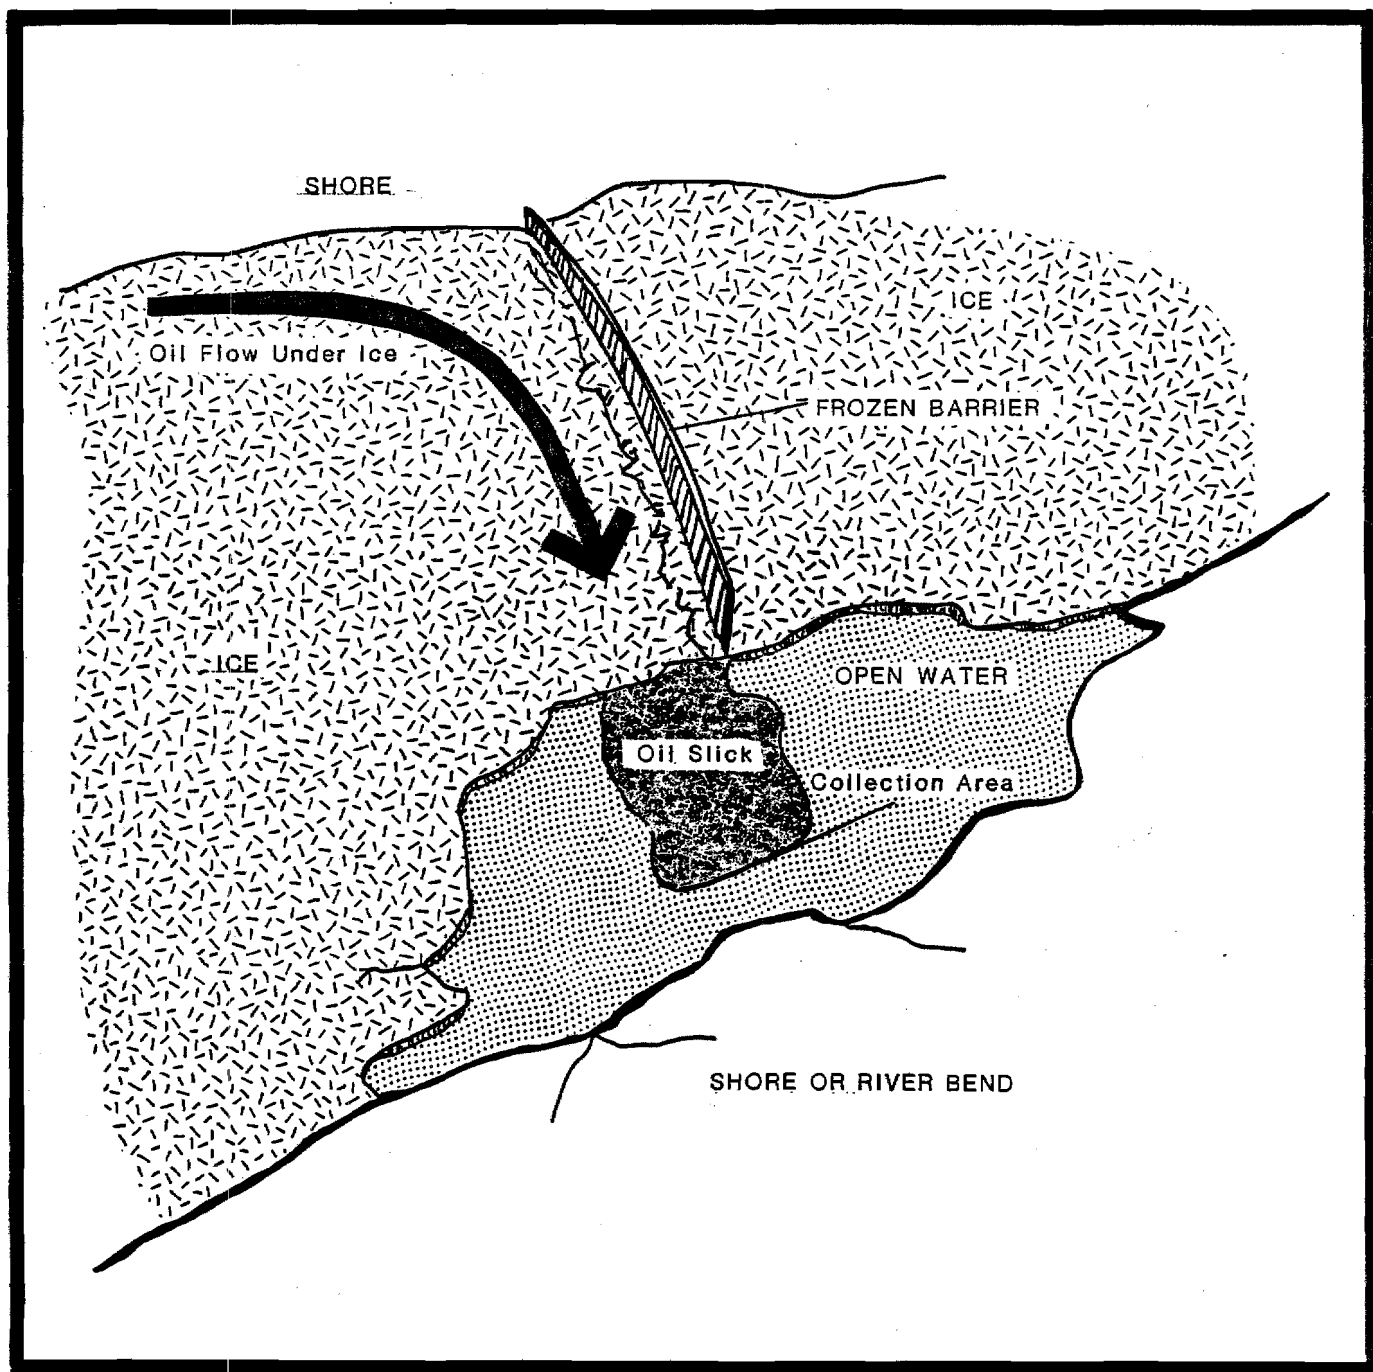 SHORE
ICE
Oil Flow Under Ice
FROZEN BARRIER
ICE
OPEN WATER
Oil Slick
Collection Area
SHORE OR RIVER BEND